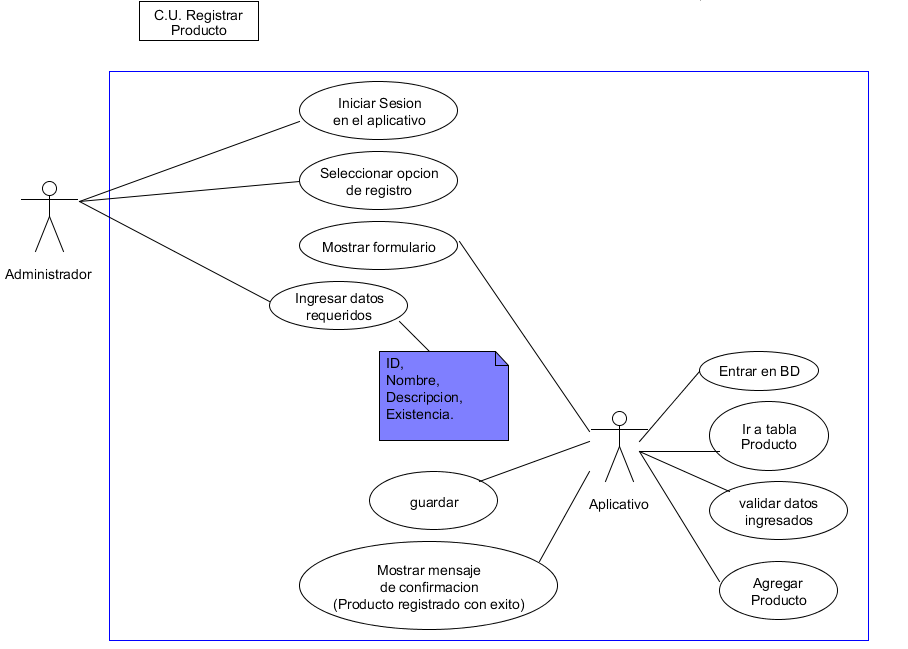 C.U. Registrar
Producto
Iniciar Sesion
en el aplicativo
Seleccionar opcion
de registro
Mostrar formulario
Administrador
Ingresar datos
requeridos
ID,
Nombre,
Descripcion,
Existencia.
Entrar en BD
Ir a tabla
Producto
Aplicativo
guardar
validar datos
ingresados
Mostrar mensaje
de confirmacion
(Producto registrado con exito)
Agregar
Producto